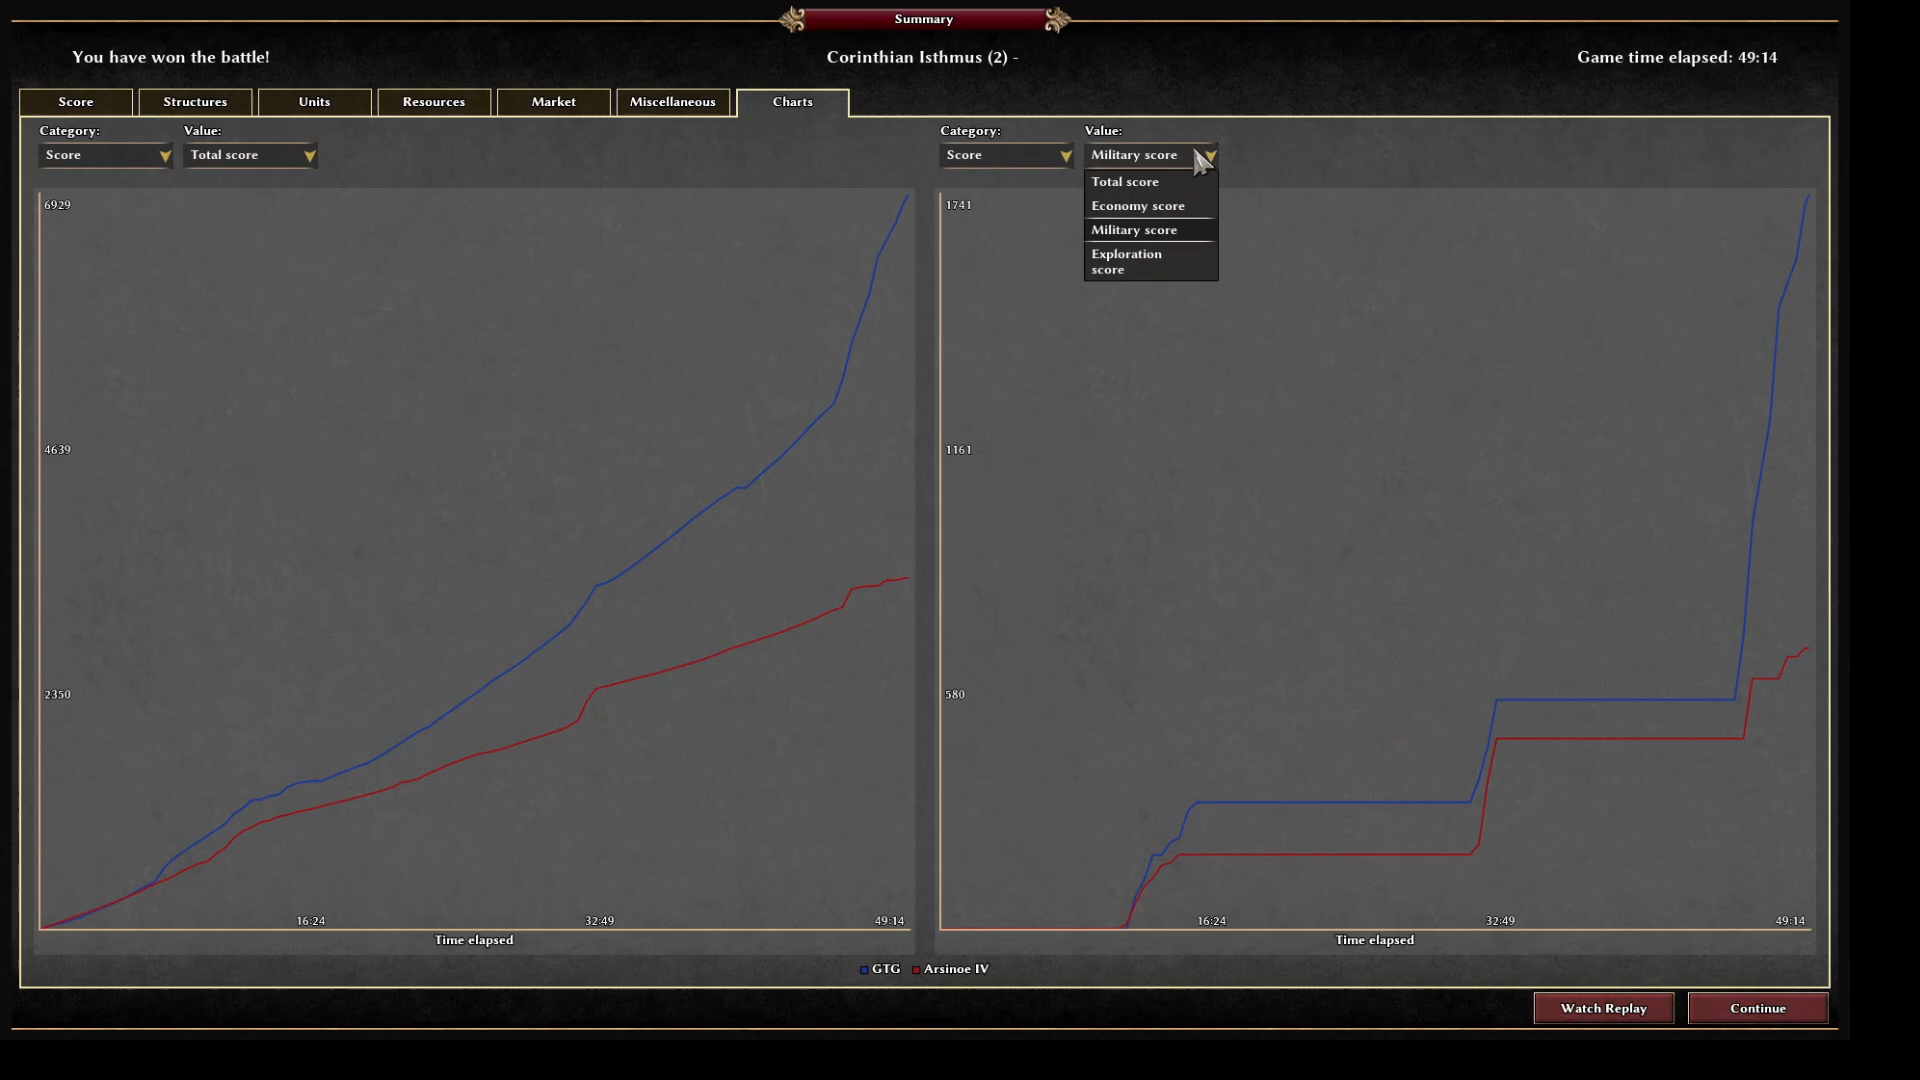 Summary
You have won the battle!
Corinthian Isthmus (2) -
Game time elapsed: 49:14
Score
Structures
Units
Resources
Market
Miscellaneous
Charts
Category:
Value:
Score
Total score
6929
4639
2350
16:24
32:49
49:14
Time elapsed
Category:
Value:
Score
Military score
Total score
Economy score
Military score
Exploration
score
1741
1161
580
16:24
32:49
49:14
Time elapsed
GTG
Arsinoe IV
Watch Replay
Continue